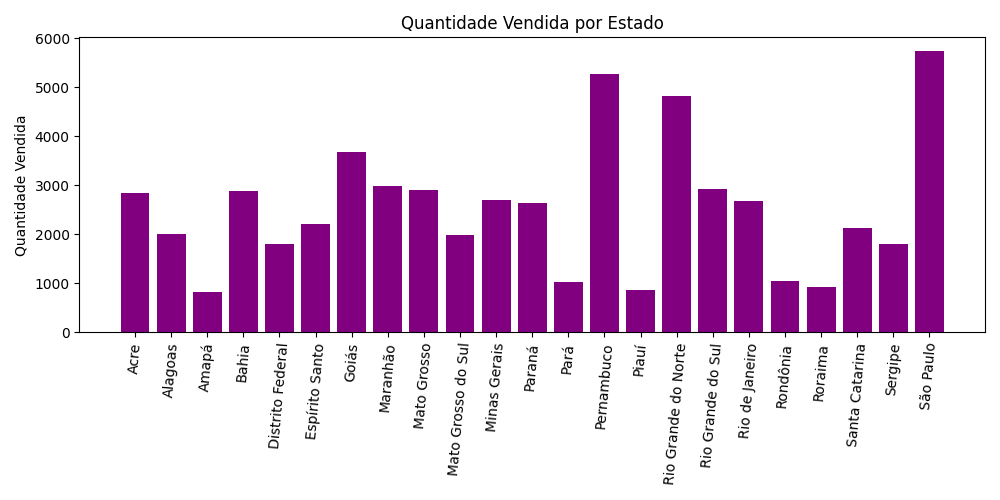 Quantidade Vendida por Estado
Quantidade Vendida
6000
5000
4000
3000
2000
1000
0
Acre
Alagoas
Amapá
Bahia
Distrito Federal
Espírito Santo
Goiás
Maranhão
Mato Grosso
Mato Grosso do Sul
Minas Gerais
Paraná
Pará
Pernambuco
Piauí
Rio Grande do Norte
Rio Grande do Sul
Rio de Janeiro
Rondônia
Roraima
Santa Catarina
Sergipe
São Paulo